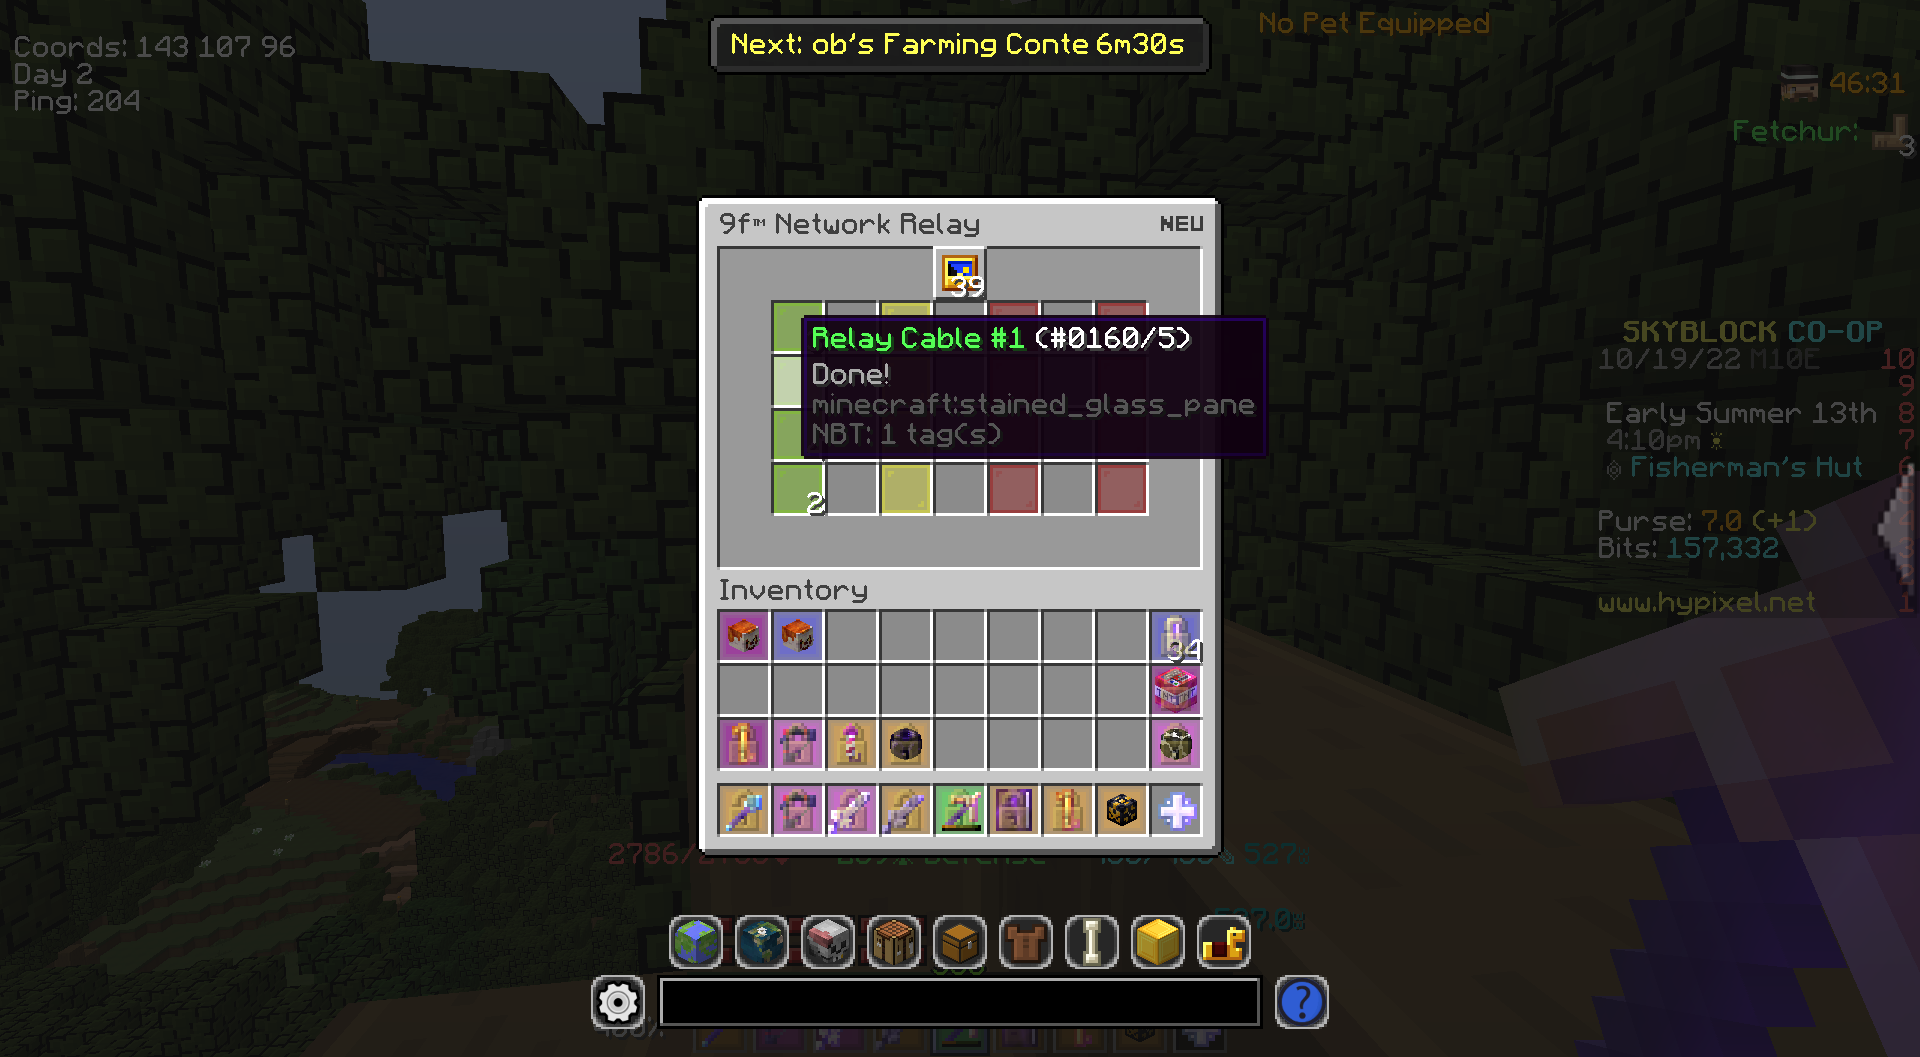 Coords: 143 107 96
Day 2
Ping: 204
Next: ob's Farming Conte 6m30s
No Pet Equipped
46:31
Fetchur:
3
9f™ Network Relay
NEU
39
Relay Cable #1 (#0160/5)
Done!
minecraft:stained_glass_pane
NBT: 1 tag(s)
2
SKYBLOCK CO-OP
10/19/22 M10E
10
9
Early Summer 13th
8
4:10pm
7
Fisherman's Hut
Purse: 7.0 (+1)
Bits: 157,332
www.hypixel.net
1
Inventory
34
527
?